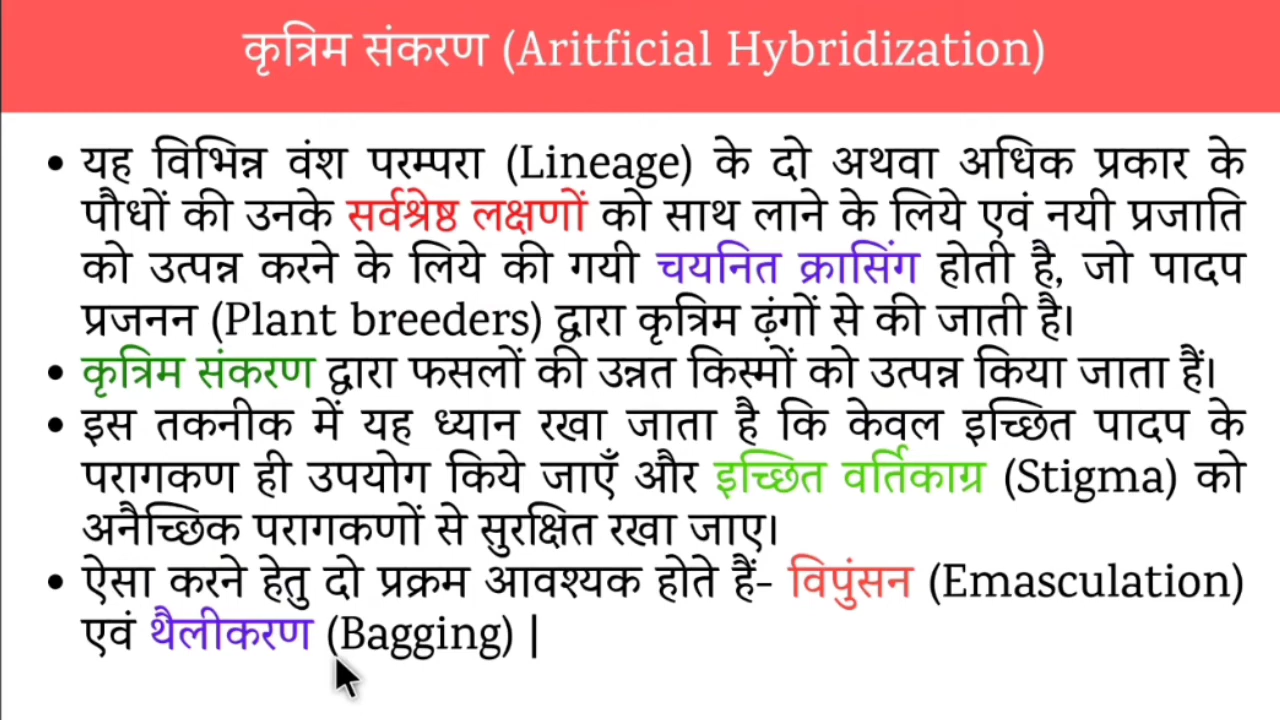 कृत्रिम संकरण (Aritficial Hybridization)
• यह विभिन्न वंश परम्परा (Lineage) के दो अथवा अधिक प्रकार के
पौधों की उनके सर्वश्रेष्ठ लक्षणों को साथ लाने के लिये एवं नयी प्रजाति
को उत्पन्न करने के लिये की गयी चयनित क्रासिंग होती है, जो पादप
प्रजनन (Plant breeders) द्वारा कृत्रिम ढ़ंगों से की जाती है।
• कृत्रिम संकरण द्वारा फसलों की उन्नत किस्मों को उत्पन्न किया जाता हैं।
• इस तकनीक में यह ध्यान रखा जाता है कि केवल इच्छित पादप के
परागकण ही उपयोग किये जाएँ और इच्छित वर्तिकाग्र (Stigma) को
अनैच्छिक परागकणों से सुरक्षित रखा जाए।
• ऐसा करने हेतु दो प्रक्रम आवश्यक होते हैं- विपुंसन (Emasculation)
एवं थैलीकरण (Bagging) |